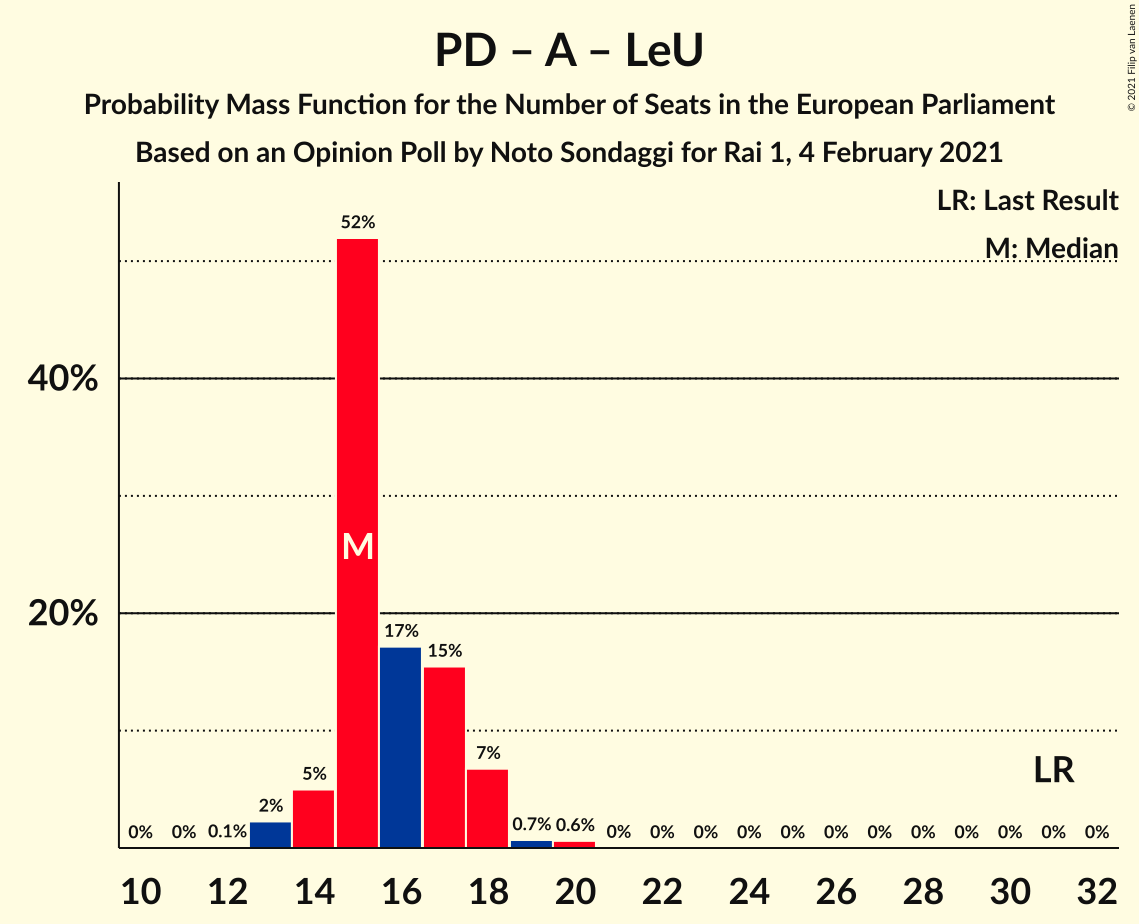 PD – A – LeU
Probability Mass Function for the Number of Seats in the European Parliament
Based on an Opinion Poll by Noto Sondaggi for Rai 1, 4 February 2021
© 2021 Filip van Laenen
LR: Last Result
M: Median
52%
40%
M
20%
17%
15%
7%
LR
5%
2%
0% 0% 0.1% 0.7% 0.6% 0% 0% 0% 0% 0% 0% 0% 0% 0% 0% 0% 0%
10 12 14 16 18 20 22 24 26 28 30 32